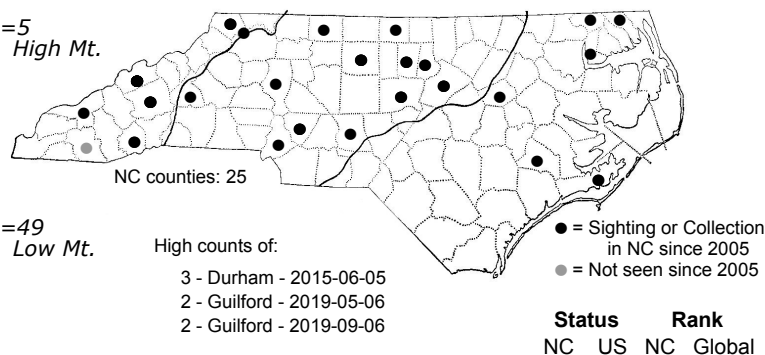 =5
High Mt.
NC counties: 25
=49
Low Mt.
High counts of:
3 - Durham - 2015-06-05
2 - Guilford - 2019-05-06
2 - Guilford - 2019-09-06
● = Sighting or Collection
in NC since 2005
● = Not seen since 2005
Status Rank
NC US NC Global